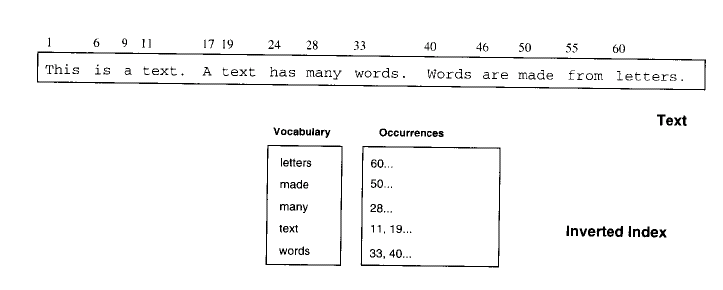 1 6 9 11 17 19 24 28 33 40 46 50 55 60
This is a text. A text has many words. Words are made from letters.
Text
Vocabulary Occurrences
letters 60...
made 50...
many 28...
text 11, 19...
words 33, 40...
Inverted Index